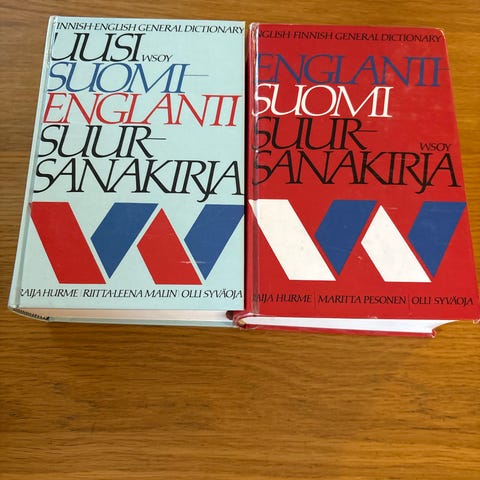 FINNISH-ENGLISH GENERAL DICTIONARY
UUSI WSOY
SUOMI-
ENGLANTI
SUUR-
SANAKIRJA
RAIJA HURME | RIITTA-LEENA MALIN | OLLI SYVÄOJA
ENGLISH-FINNISH GENERAL DICTIONARY
ENGLANTI-
SUOMI
SUUR-
WSOY
SANAKIRJA
RAIJA HURME | MARITTA PESONEN | OLLI SYVÄOJA